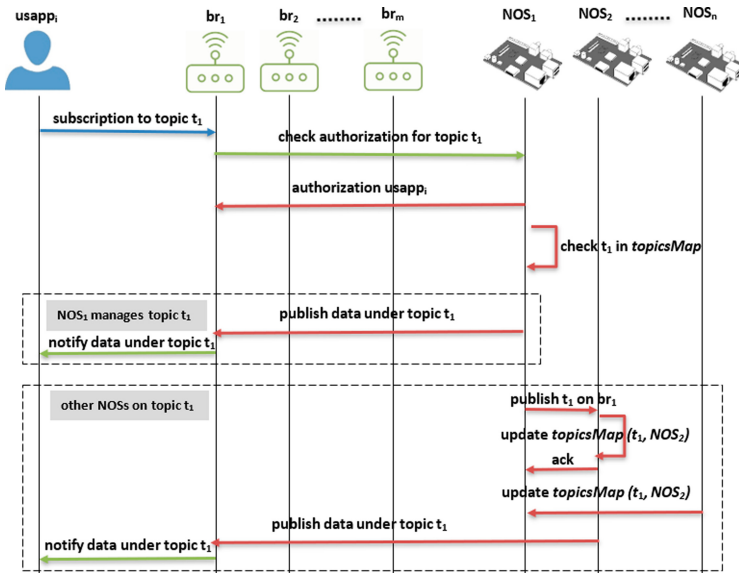 usappᵢ br₁ br₂ ........ brₘ NOS₁ NOS₂ ........ NOSₙ
subscription to topic t₁
check authorization for topic t₁
authorization usappᵢ
check t₁ in topicsMap
NOS₁ manages topic t₁
publish data under topic t₁
notify data under topic t₁
other NOSs on topic t₁
publish t₁ on br₁
update topicsMap (t₁, NOS₂)
ack
update topicsMap (t₁, NOS₂)
publish data under topic t₁
notify data under topic t₁